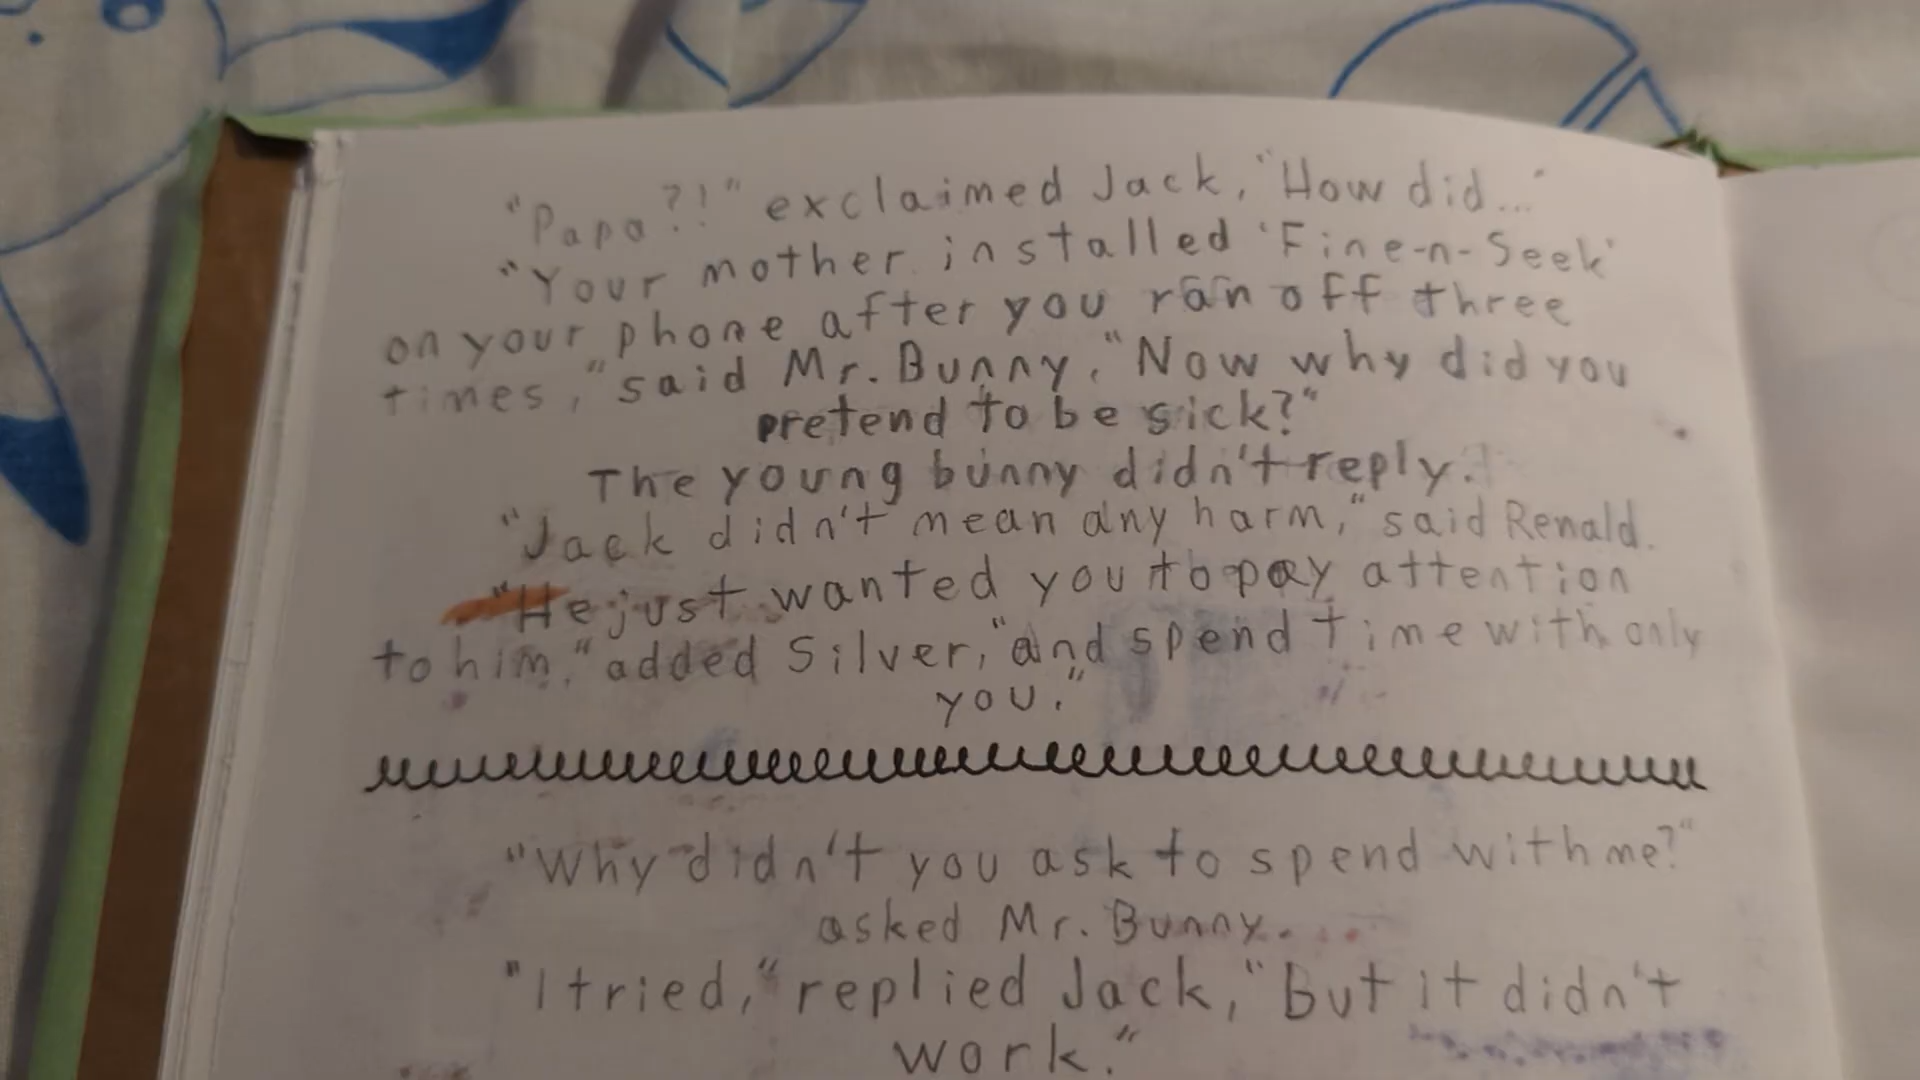 "Papa?!" exclaimed Jack, "How did..."
"Your mother installed 'Fine-n-Seek'
on your phone after you ran off three
times," said Mr. Bunny, "Now why did you
pretend to be sick?"
The young bunny didn't reply.
"Jack didn't mean any harm," said Renald.
"He just wanted you to pay attention
to him," added Silver, "and spend time with only
you."
"Why didn't you ask to spend with me?"
asked Mr. Bunny.
"I tried," replied Jack, "But it didn't
work."